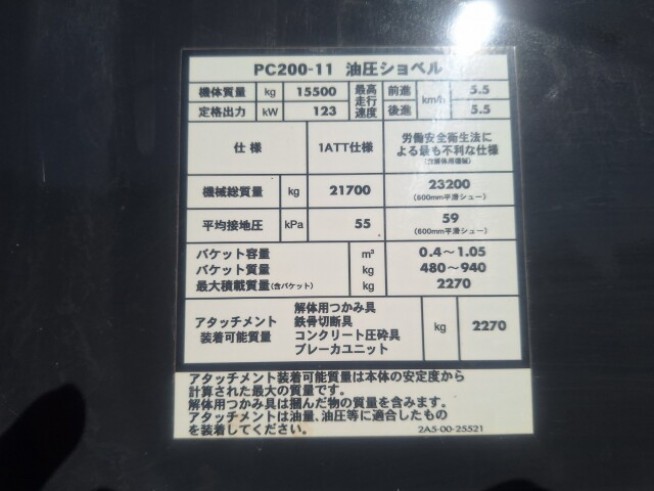 PC200-11 油圧ショベル
機体質量 kg 15500 最高走行速度 前進 km/h 5.5
定格出力 kW 123 後進 5.5
仕様 1ATT仕様 労働安全衛生法による最も不利な仕様 (解体用機械)
機械総質量 kg 21700 23200 (600mm平滑シュー)
平均接地圧 kPa 55 59 (600mm平滑シュー)
バケット容量 m³ 0.4～1.05
バケット質量 kg 480～940
最大積載質量(含バケット) kg 2270
アタッチメント装着可能質量 解体用つかみ具 鉄骨切断具 コンクリート圧砕具 ブレーカユニット kg 2270
アタッチメント装着可能質量は本体の安定度から
計算された最大の質量です。
解体用つかみ具は掴んだ物の質量を含みます。
アタッチメントは油量、油圧等に適合したもの
を装着してください。 2A5-00-25521